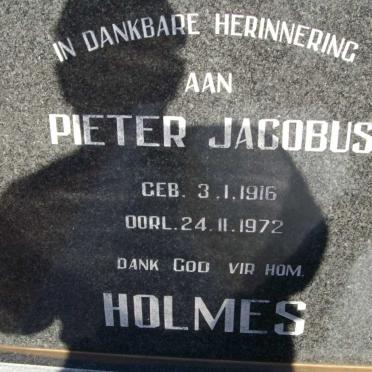 IN DANKBARE HERINNERING
AAN
PIETER JACOBUS
GEB. 3.1.1916
OORL. 24.11.1972
DANK GOD VIR HOM.
HOLMES